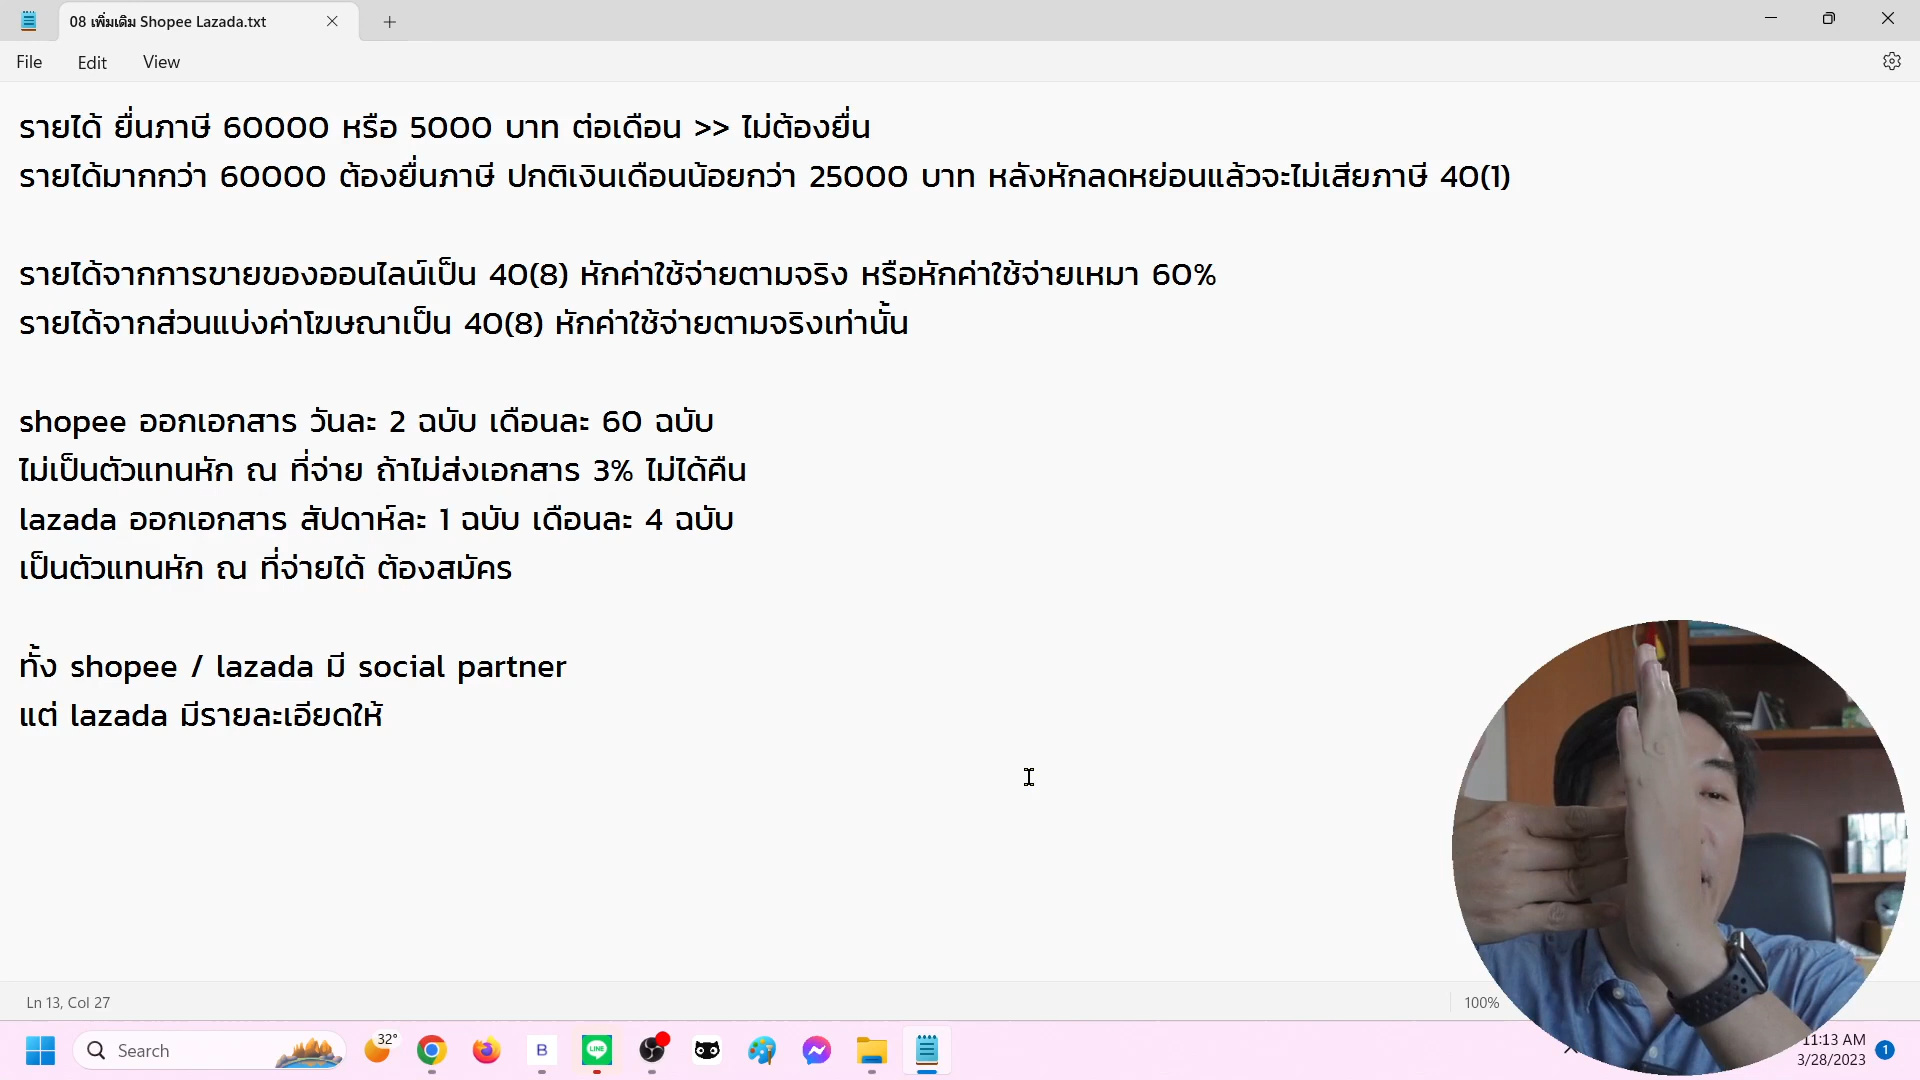 08 เพิ่มเติม Shopee Lazada.txt
File Edit View
รายได้ ยื่นภาษี 60000 หรือ 5000 บาท ต่อเดือน >> ไม่ต้องยื่น
รายได้มากกว่า 60000 ต้องยื่นภาษี ปกติเงินเดือนน้อยกว่า 25000 บาท หลังหักลดหย่อนแล้วจะไม่เสียภาษี 40(1)
รายได้จากการขายของออนไลน์เป็น 40(8) หักค่าใช้จ่ายตามจริง หรือหักค่าใช้จ่ายเหมา 60%
รายได้จากส่วนแบ่งค่าโฆษณาเป็น 40(8) หักค่าใช้จ่ายตามจริงเท่านั้น
shopee ออกเอกสาร วันละ 2 ฉบับ เดือนละ 60 ฉบับ
ไม่เป็นตัวแทนหัก ณ ที่จ่าย ถ้าไม่ส่งเอกสาร 3% ไม่ได้คืน
lazada ออกเอกสาร สัปดาห์ละ 1 ฉบับ เดือนละ 4 ฉบับ
เป็นตัวแทนหัก ณ ที่จ่ายได้ ต้องสมัคร
ทั้ง shopee / lazada มี social partner
แต่ lazada มีรายละเอียดให้
Ln 13, Col 27
100%
Search
32°
B
LINE
11:13 AM
3/28/2023
1